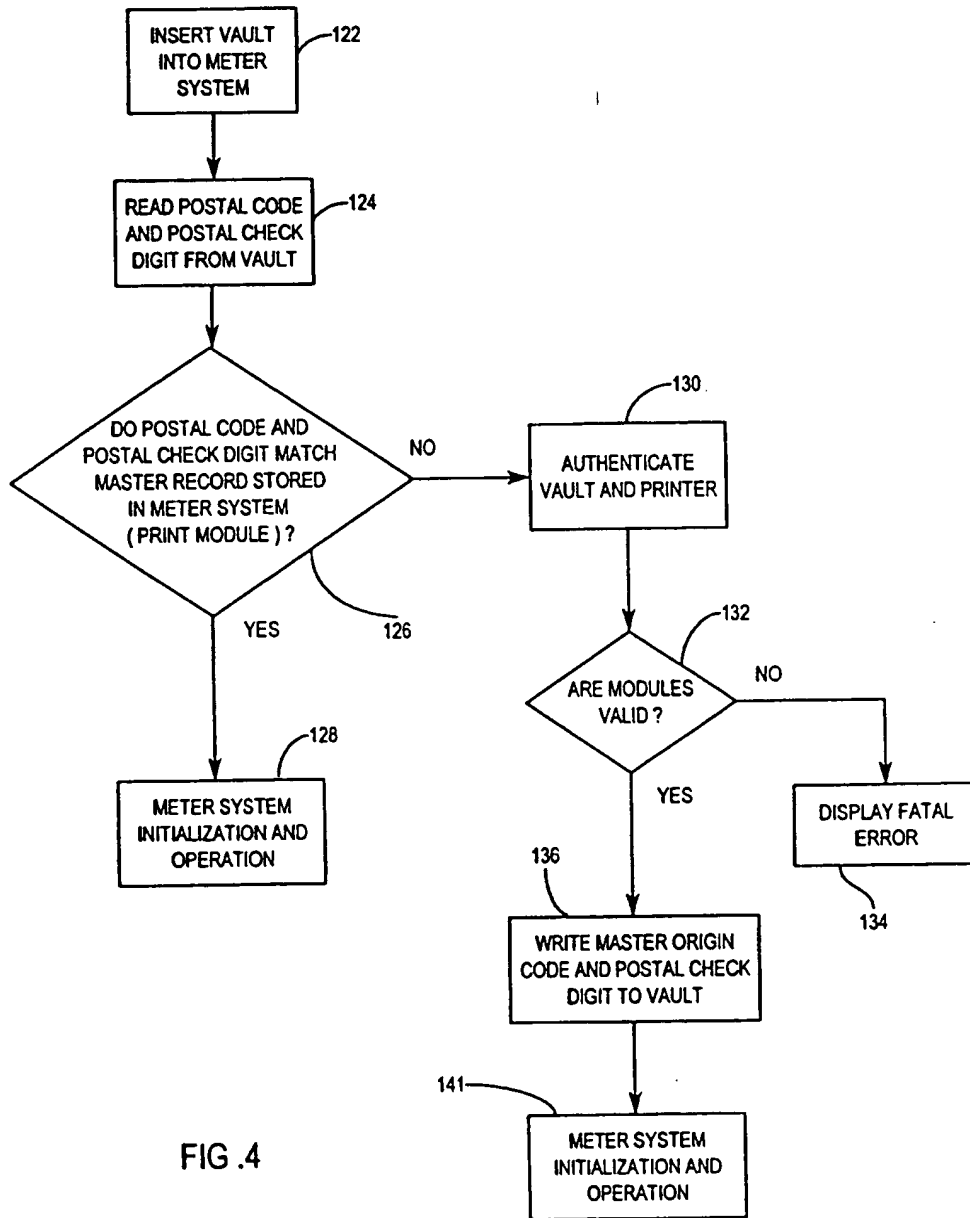 INSERT VAULT
INTO METER
SYSTEM
122
READ POSTAL CODE
AND POSTAL CHECK
DIGIT FROM VAULT
124
DO POSTAL CODE AND
POSTAL CHECK DIGIT MATCH
MASTER RECORD STORED
IN METER SYSTEM
( PRINT MODULE ) ?
126
NO
YES
128
METER SYSTEM
INITIALIZATION AND
OPERATION
130
AUTHENTICATE
VAULT AND PRINTER
132
ARE MODULES
VALID ?
NO
YES
DISPLAY FATAL
ERROR
134
136
WRITE MASTER ORIGIN
CODE AND POSTAL CHECK
DIGIT TO VAULT
141
METER SYSTEM
INITIALIZATION AND
OPERATION
FIG .4